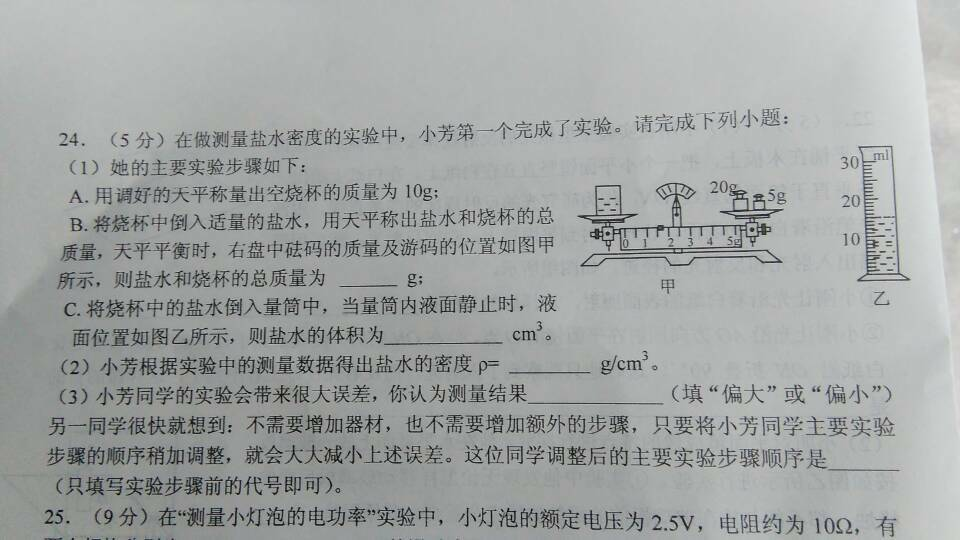 24．（5 分）在做测量盐水密度的实验中，小芳第一个完成了实验。请完成下列小题：
（1）她的主要实验步骤如下：
A. 用调好的天平称量出空烧杯的质量为 10g；
B. 将烧杯中倒入适量的盐水，用天平称出盐水和烧杯的总
质量，天平平衡时，右盘中砝码的质量及游码的位置如图甲
所示，则盐水和烧杯的总质量为 ______ g；
C. 将烧杯中的盐水倒入量筒中，当量筒内液面静止时，液
面位置如图乙所示，则盐水的体积为____________ cm³。
20g 5g
0 1 2 3 4 5g
甲
ml
30
20
10
乙
（2）小芳根据实验中的测量数据得出盐水的密度 ρ=__________g/cm³。
（3）小芳同学的实验会带来很大误差，你认为测量结果______________（填“偏大”或“偏小”）
另一同学很快就想到：不需要增加器材，也不需要增加额外的步骤，只要将小芳同学主要实验
步骤的顺序稍加调整，就会大大减小上述误差。这位同学调整后的主要实验步骤顺序是_______
（只填写实验步骤前的代号即可）。
25．（9 分）在“测量小灯泡的电功率”实验中，小灯泡的额定电压为 2.5V，电阻约为 10Ω，有